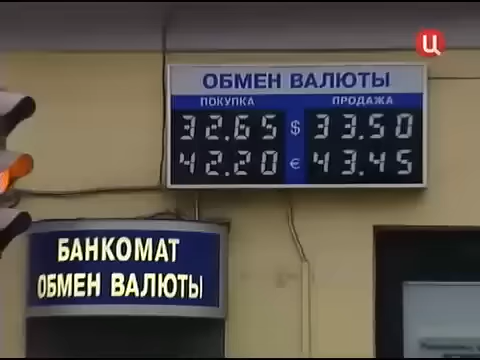 Ц
ОБМЕН ВАЛЮТЫ
ПОКУПКА ПРОДАЖА
32.65 $ 33.50
42.20 € 43.45
БАНКОМАТ
ОБМЕН ВАЛЮТЫ